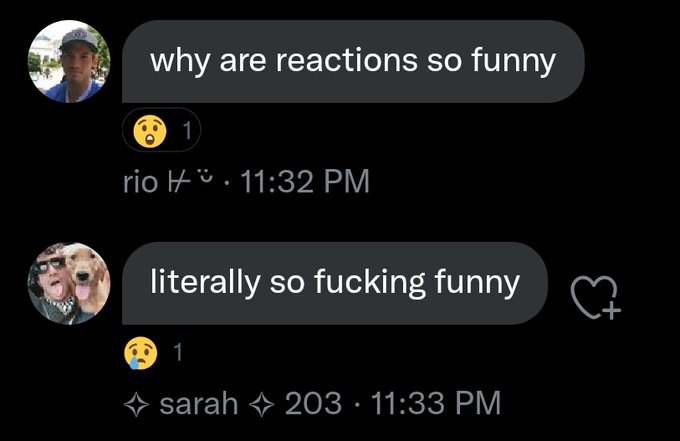 why are reactions so funny
😲 1
rio ⊬ ᵕ̈ · 11:32 PM
literally so fucking funny
😢 1
✧ sarah ✧ 203 · 11:33 PM